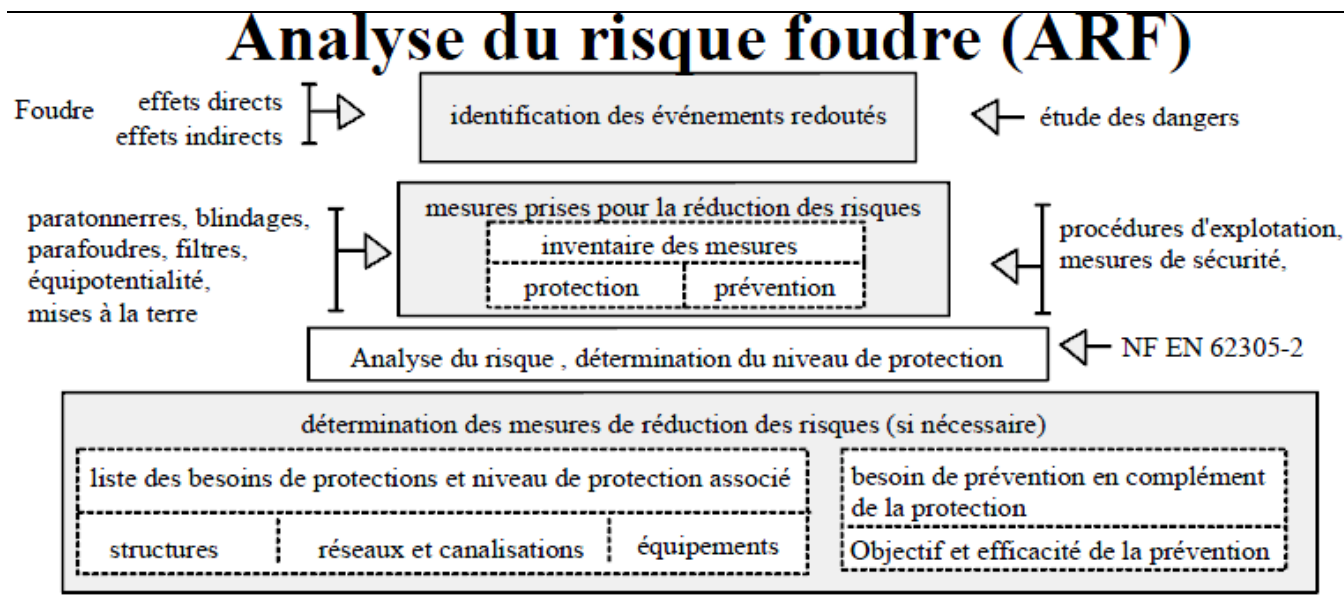 Analyse du risque foudre (ARF)
Foudre
effets directs
effets indirects
identification des événements redoutés
étude des dangers
paratonnerres, blindages,
parafoudres, filtres,
équipotentialité,
mises à la terre
mesures prises pour la réduction des risques
inventaire des mesures
protection
prévention
procédures d'explotation,
mesures de sécurité,
Analyse du risque , détermination du niveau de protection
NF EN 62305-2
détermination des mesures de réduction des risques (si nécessaire)
liste des besoins de protections et niveau de protection associé
structures
réseaux et canalisations
équipements
besoin de prévention en complément
de la protection
Objectif et efficacité de la prévention